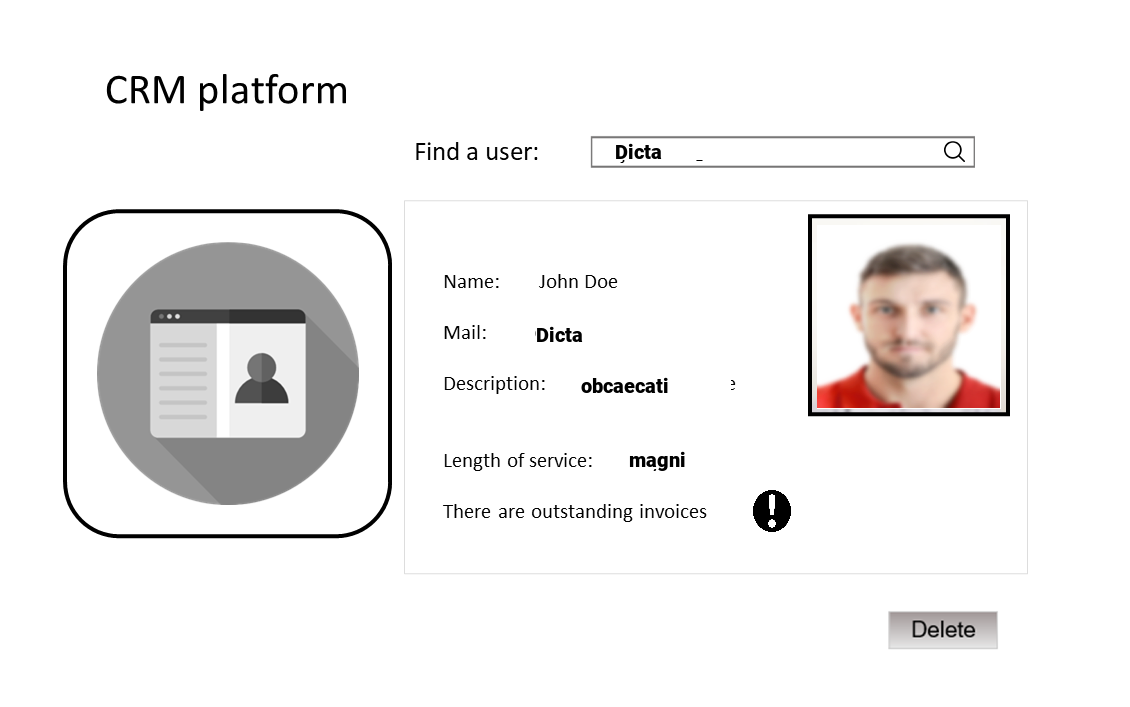 CRM platform
Find a user: Dicta
Name: John Doe
Mail: Dicta
Description: obcaecati
Length of service: magni
There are outstanding invoices
Delete